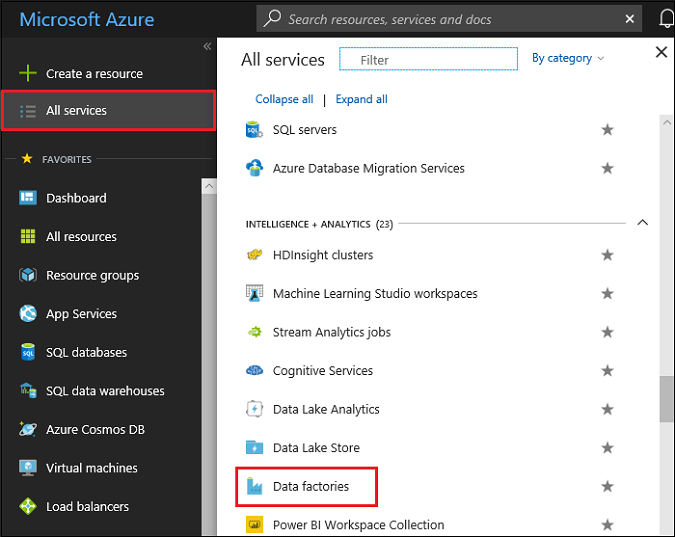 Microsoft Azure
Search resources, services and docs
Create a resource
All services
FAVORITES
Dashboard
All resources
Resource groups
App Services
SQL databases
SQL data warehouses
Azure Cosmos DB
Virtual machines
Load balancers
All services
Filter
By category
Collapse all | Expand all
SQL servers
Azure Database Migration Services
INTELLIGENCE + ANALYTICS (23)
HDInsight clusters
Machine Learning Studio workspaces
Stream Analytics jobs
Cognitive Services
Data Lake Analytics
Data Lake Store
Data factories
Power BI Workspace Collection